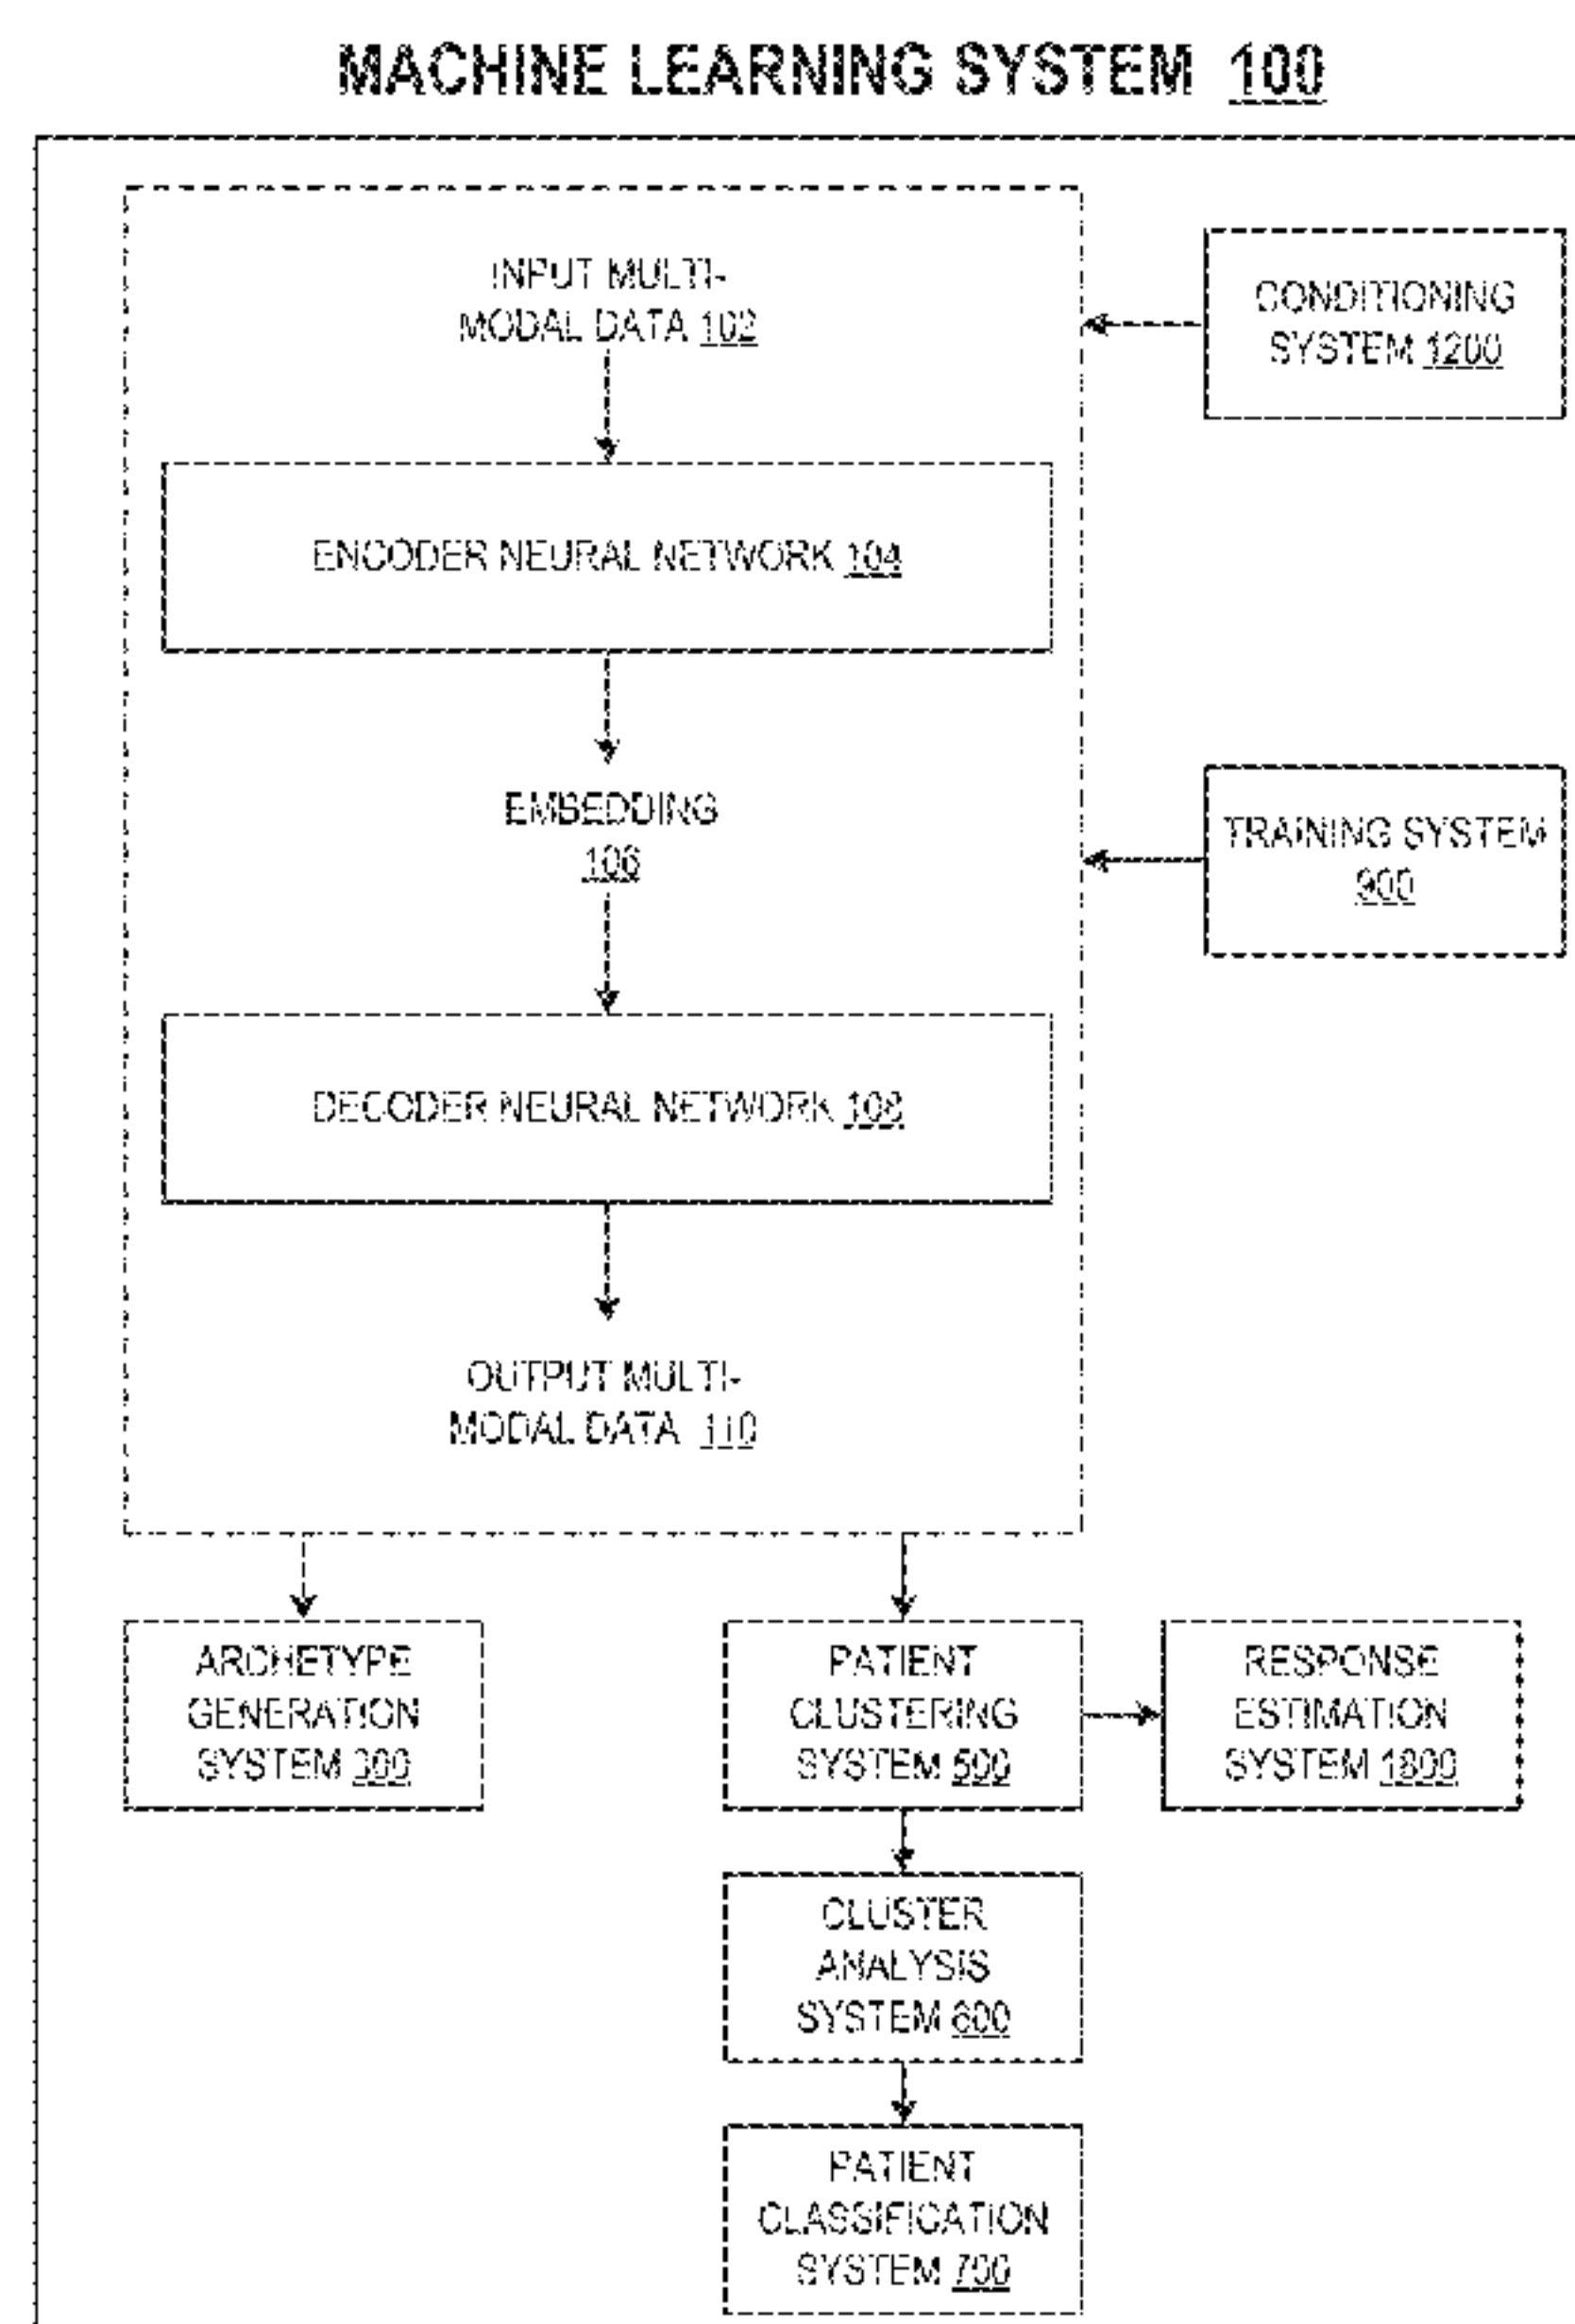 MACHINE LEARNING SYSTEM 100
INPUT MULTI-
MODAL DATA 102
CONDITIONING
SYSTEM 1200
ENCODER NEURAL NETWORK 104
EMBEDDING
106
TRAINING SYSTEM
900
DECODER NEURAL NETWORK 108
OUTPUT MULTI-
MODAL DATA 110
ARCHETYPE
GENERATION
SYSTEM 300
PATIENT
CLUSTERING
SYSTEM 500
RESPONSE
ESTIMATION
SYSTEM 1800
CLUSTER
ANALYSIS
SYSTEM 600
PATIENT
CLASSIFICATION
SYSTEM 700